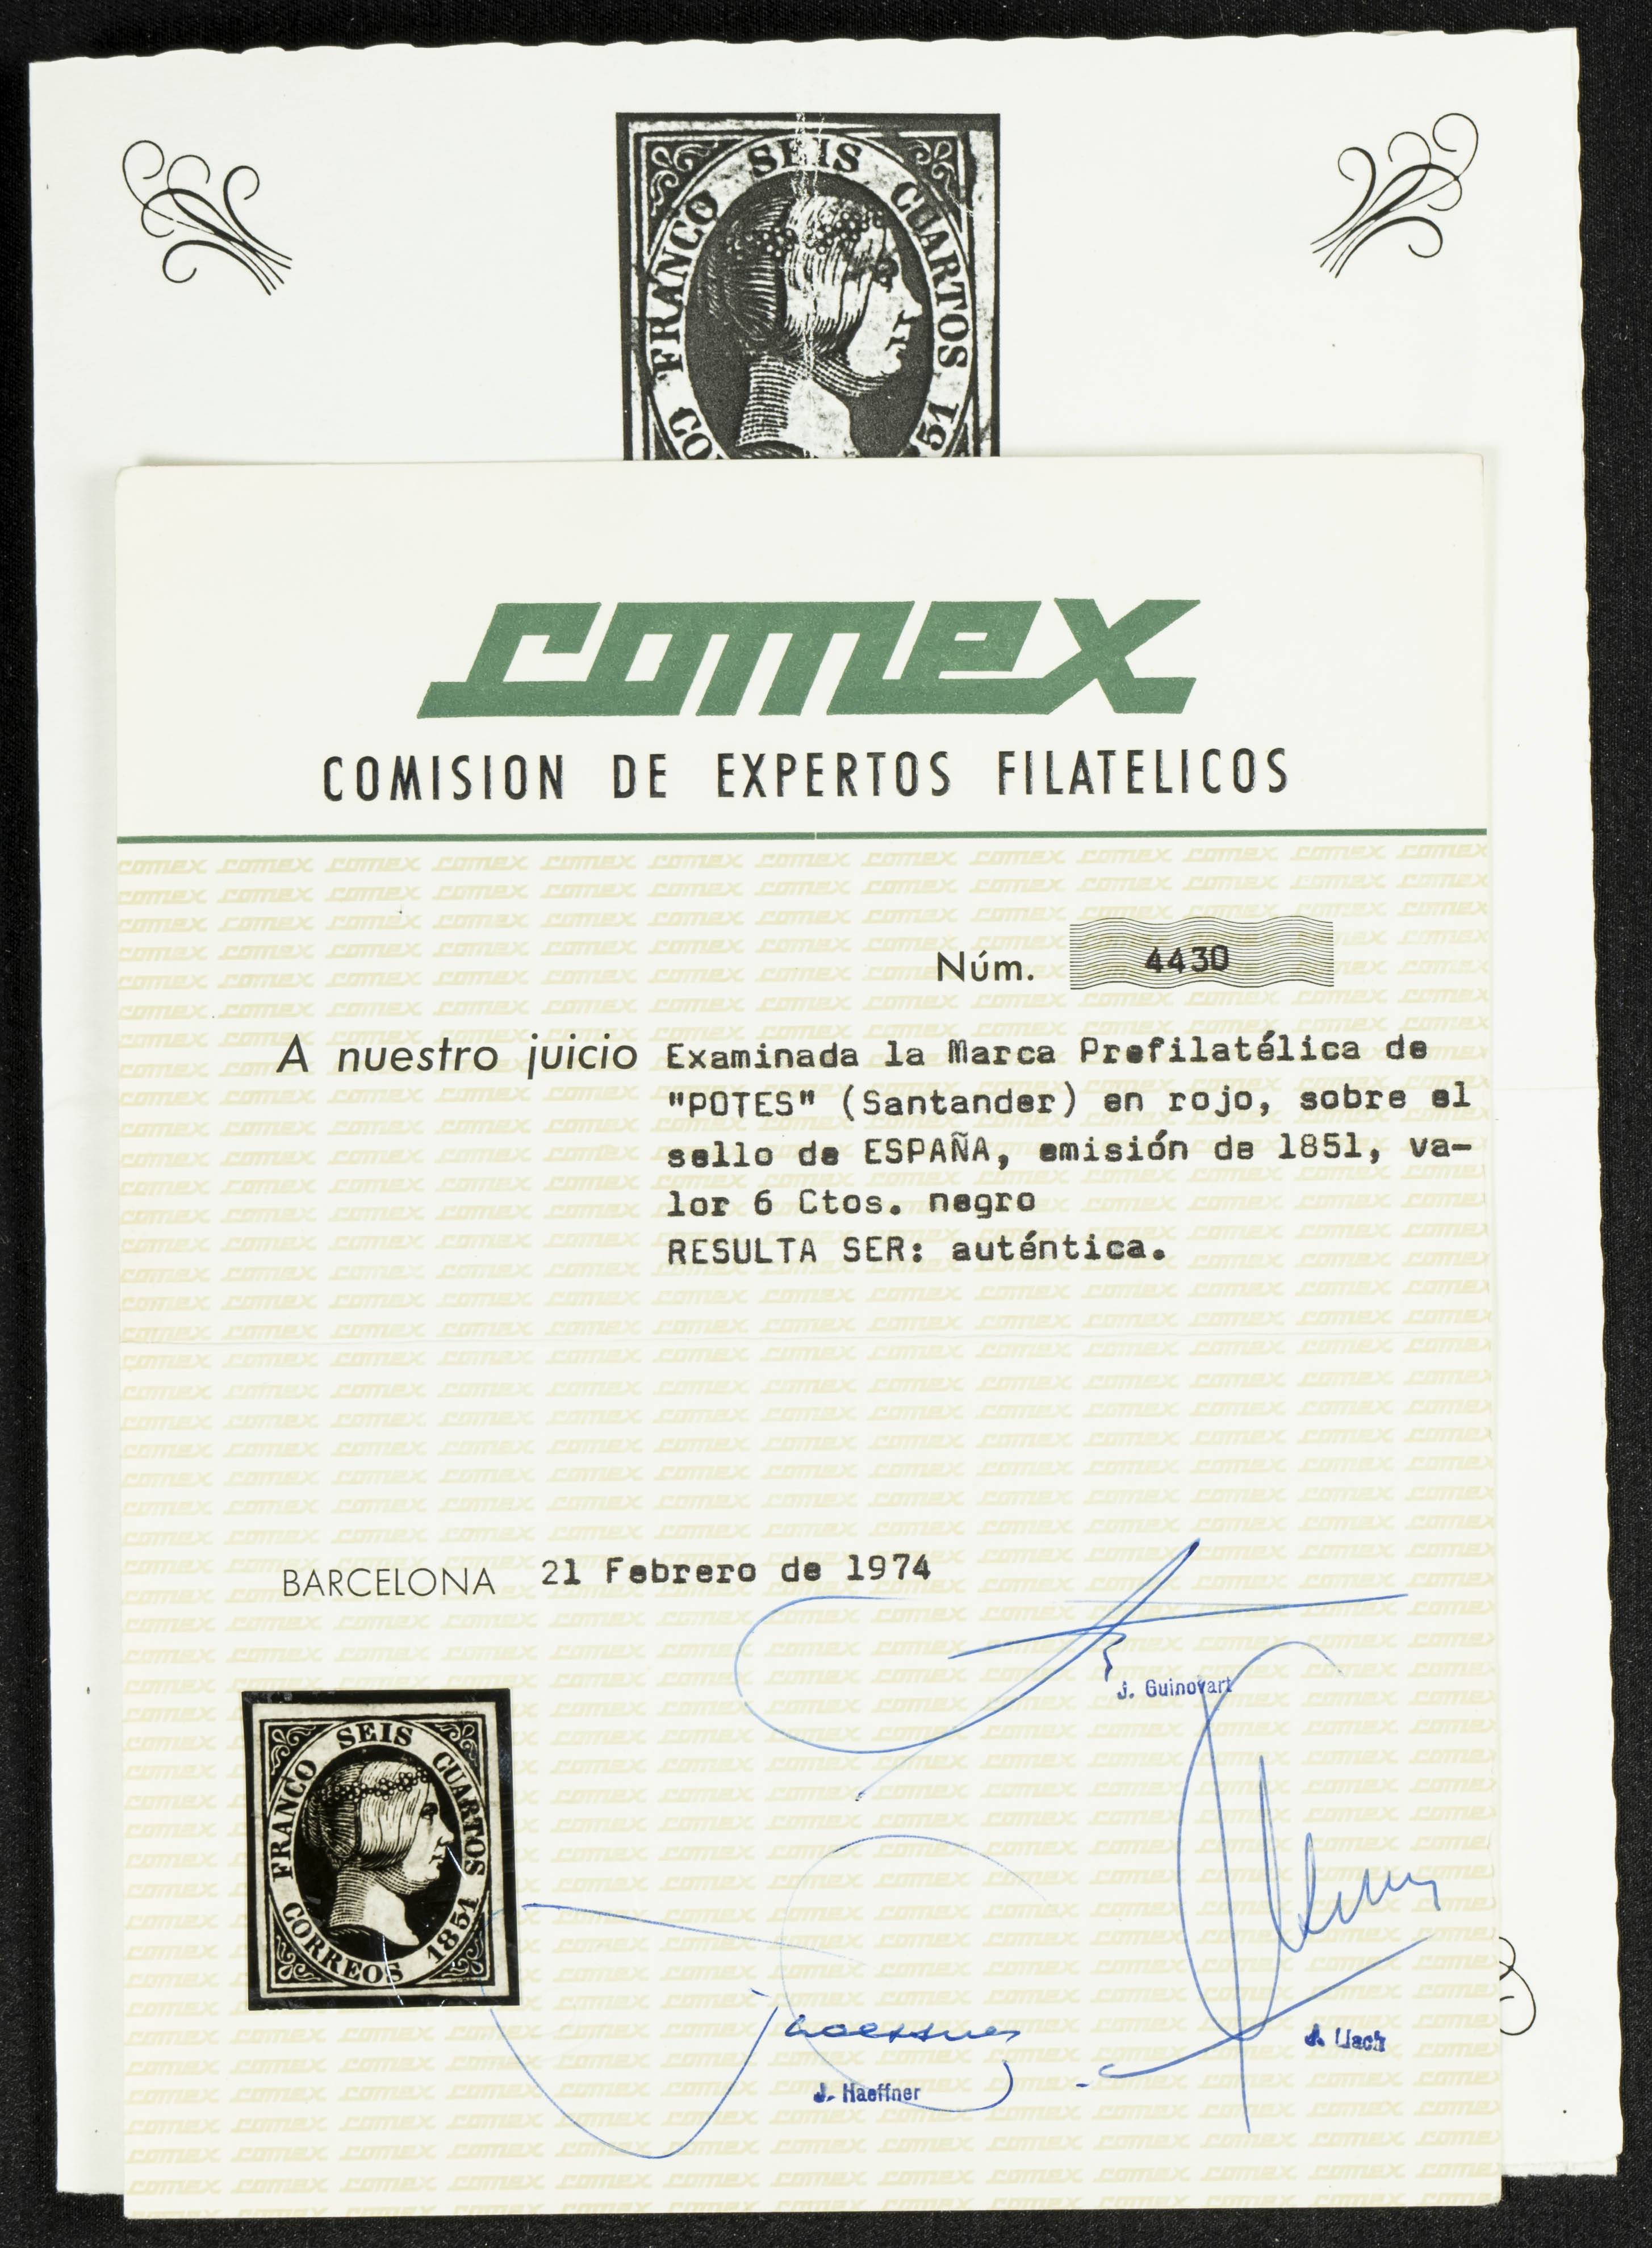 FRANCO SEIS CUARTOS
CO 51
comex
COMISION DE EXPERTOS FILATELICOS
Núm. 4430
A nuestro juicio Examinada la Marca Prefilatélica de
"POTES" (Santander) en rojo, sobre el
sello de ESPAÑA, emisión de 1851, va-
lor 6 Ctos. negro
RESULTA SER: auténtica.
BARCELONA 21 Febrero de 1974
J. Guinovart
FRANCO SEIS CUARTOS
CORREOS 1851
J. Llach
J. Haeffner